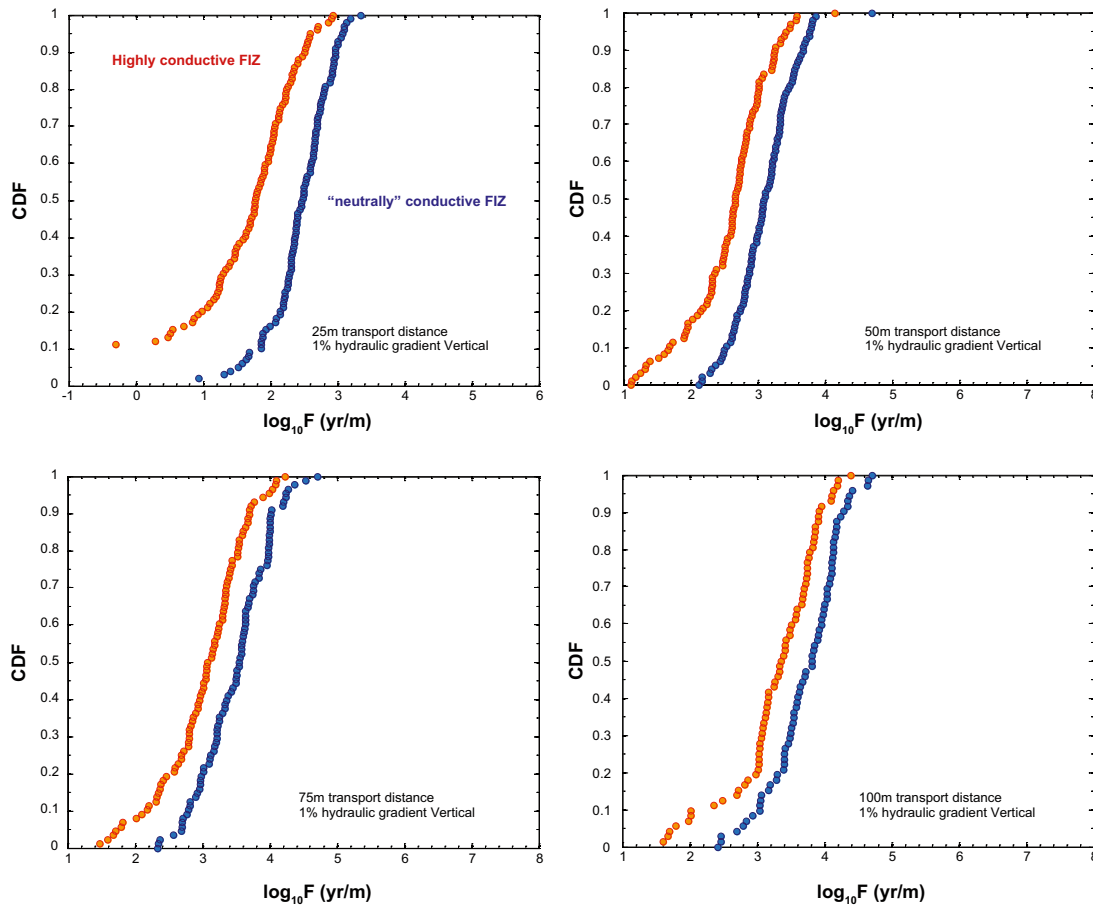 1
0.9
0.8
0.7
0.6
0.5
0.4
0.3
0.2
0.1
0
CDF
Highly conductive FIZ
“neutrally” conductive FIZ
25m transport distance
1% hydraulic gradient Vertical
-1 0 1 2 3 4 5 6
log10F (yr/m)
1
0.9
0.8
0.7
0.6
0.5
0.4
0.3
0.2
0.1
0
CDF
50m transport distance
1% hydraulic gradient Vertical
1 2 3 4 5 6 7 8
log10F (yr/m)
1
0.9
0.8
0.7
0.6
0.5
0.4
0.3
0.2
0.1
0
CDF
75m transport distance
1% hydraulic gradient Vertical
1 2 3 4 5 6 7 8
log10F (yr/m)
1
0.9
0.8
0.7
0.6
0.5
0.4
0.3
0.2
0.1
0
CDF
100m transport distance
1% hydraulic gradient Vertical
1 2 3 4 5 6 7 8
log10F (yr/m)